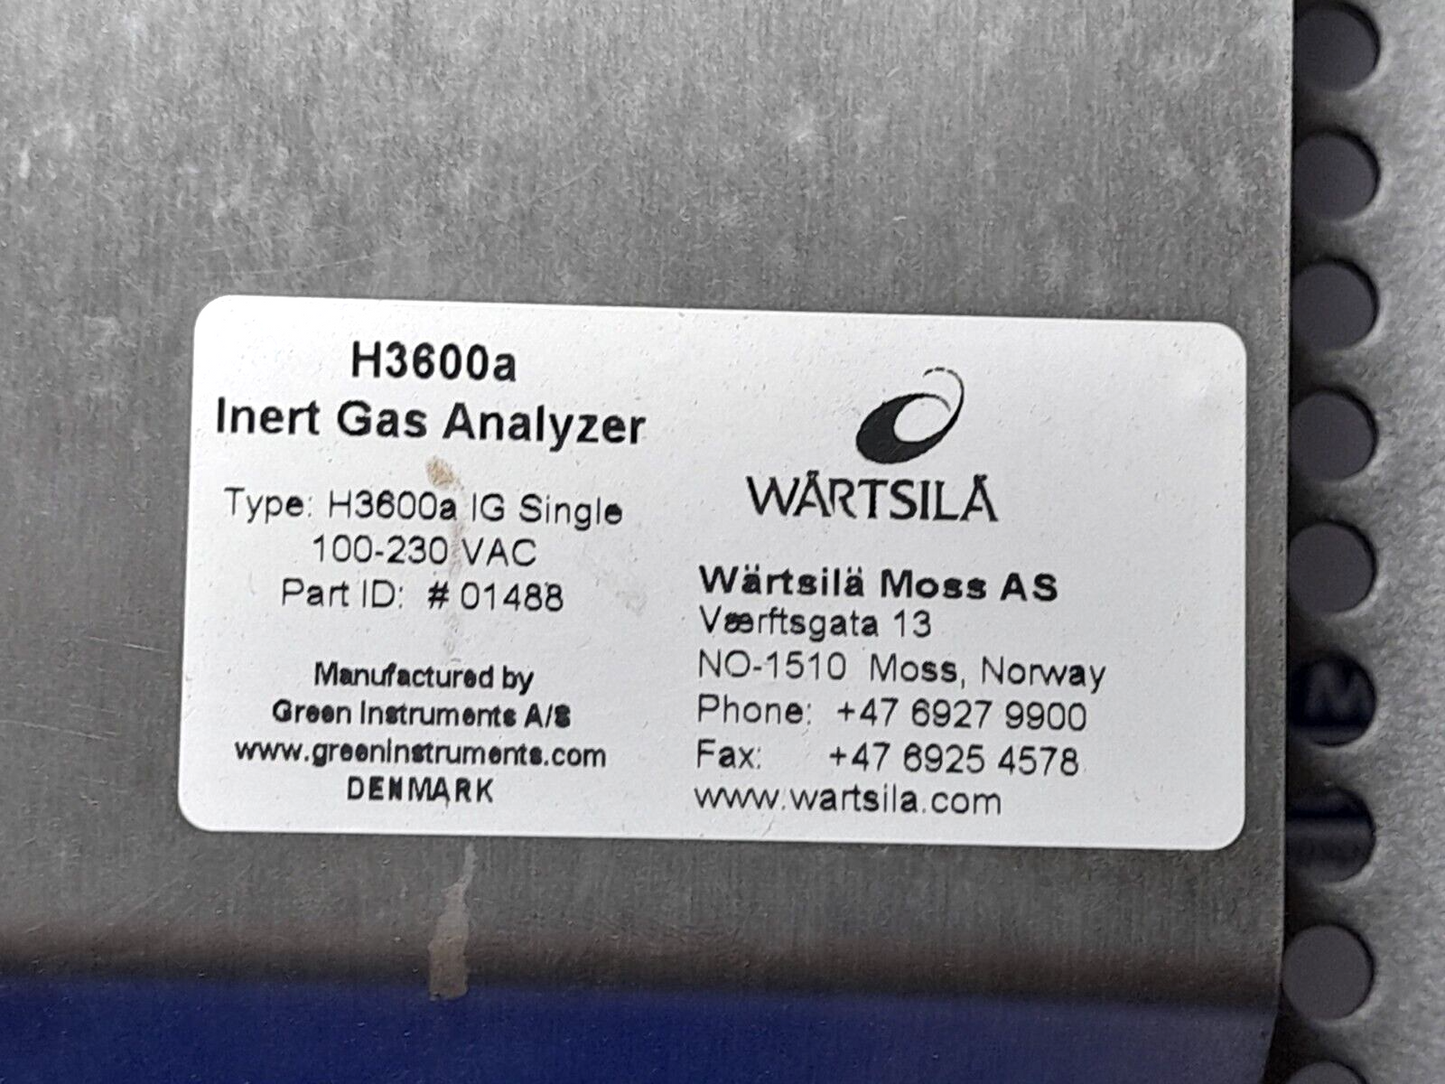 H3600a
Inert Gas Analyzer
Type: H3600a IG Single
100-230 VAC
Part ID: # 01488
Manufactured by
Green Instruments A/S
www.greeninstruments.com
DENMARK
WÄRTSILÄ
Wärtsilä Moss AS
Værftsgata 13
NO-1510 Moss, Norway
Phone: +47 6927 9900
Fax: +47 6925 4578
www.wartsila.com